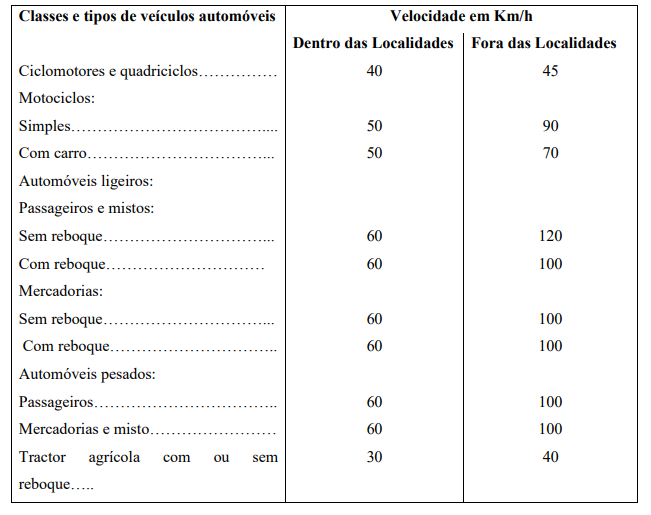 Classes e tipos de veículos automóveis Velocidade em Km/h
Dentro das Localidades Fora das Localidades
Ciclomotores e quadriciclos…………… 40 45
Motociclos:
Simples……………………………….... 50 90
Com carro……………………………... 50 70
Automóveis ligeiros:
Passageiros e mistos:
Sem reboque…………………………... 60 120
Com reboque………………………… 60 100
Mercadorias:
Sem reboque…………………………... 60 100
Com reboque………………………….. 60 100
Automóveis pesados:
Passageiros…………………………….. 60 100
Mercadorias e misto…………………… 60 100
Tractor agrícola com ou sem 30 40
reboque…..